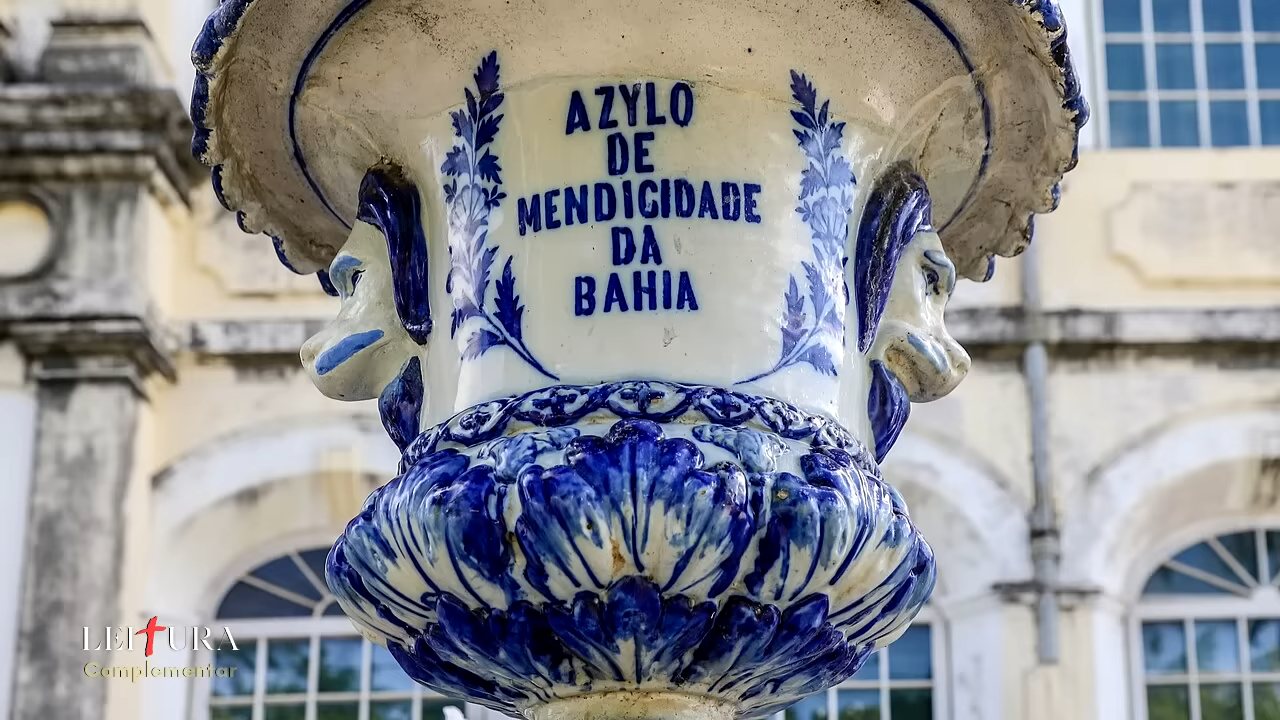 AZYLO
DE
MENDICIDADE
DA
BAHIA
LEITURA
Complementar